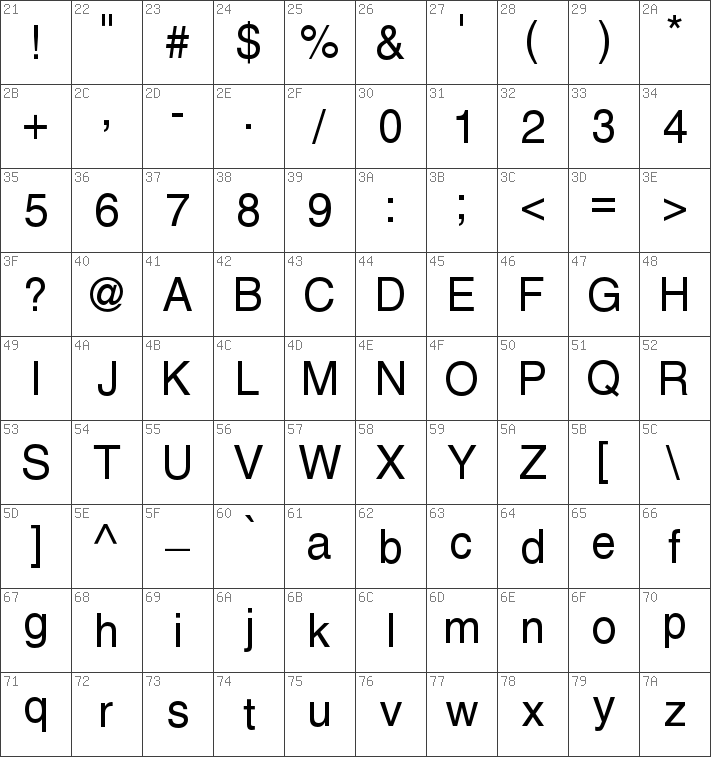 21 22 23 24 25 26 27 28 29 2A
! " # $ % & ' ( ) *
2B 2C 2D 2E 2F 30 31 32 33 34
+ , - . / 0 1 2 3 4
35 36 37 38 39 3A 3B 3C 3D 3E
5 6 7 8 9 : ; < = >
3F 40 41 42 43 44 45 46 47 48
? @ A B C D E F G H
49 4A 4B 4C 4D 4E 4F 50 51 52
I J K L M N O P Q R
53 54 55 56 57 58 59 5A 5B 5C
S T U V W X Y Z [ \
5D 5E 5F 60 61 62 63 64 65 66
] ^ _ ` a b c d e f
67 68 69 6A 6B 6C 6D 6E 6F 70
g h i j k l m n o p
71 72 73 74 75 76 77 78 79 7A
q r s t u v w x y z